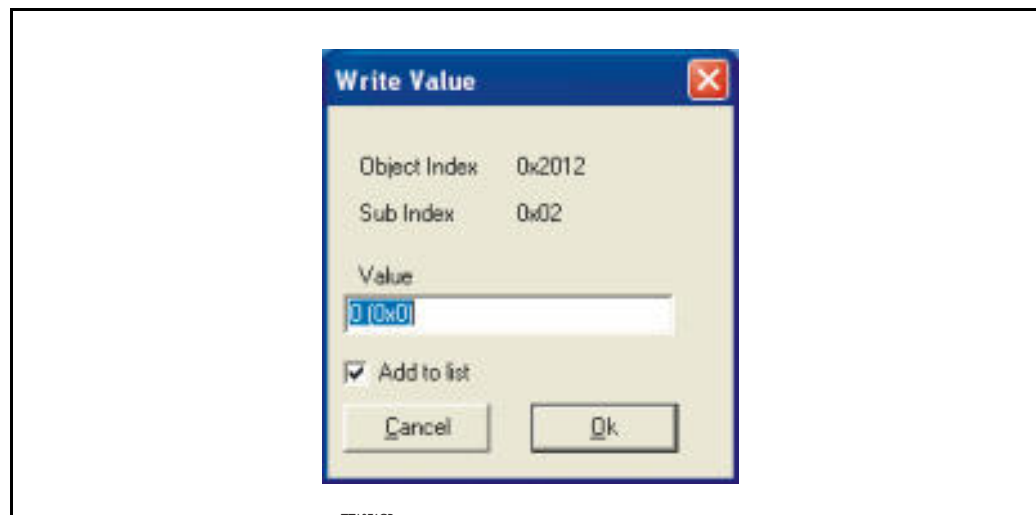 Write Value
Object Index 0x2012
Sub Index 0x02
Value
0 (0x0)
Add to list
Cancel Ok